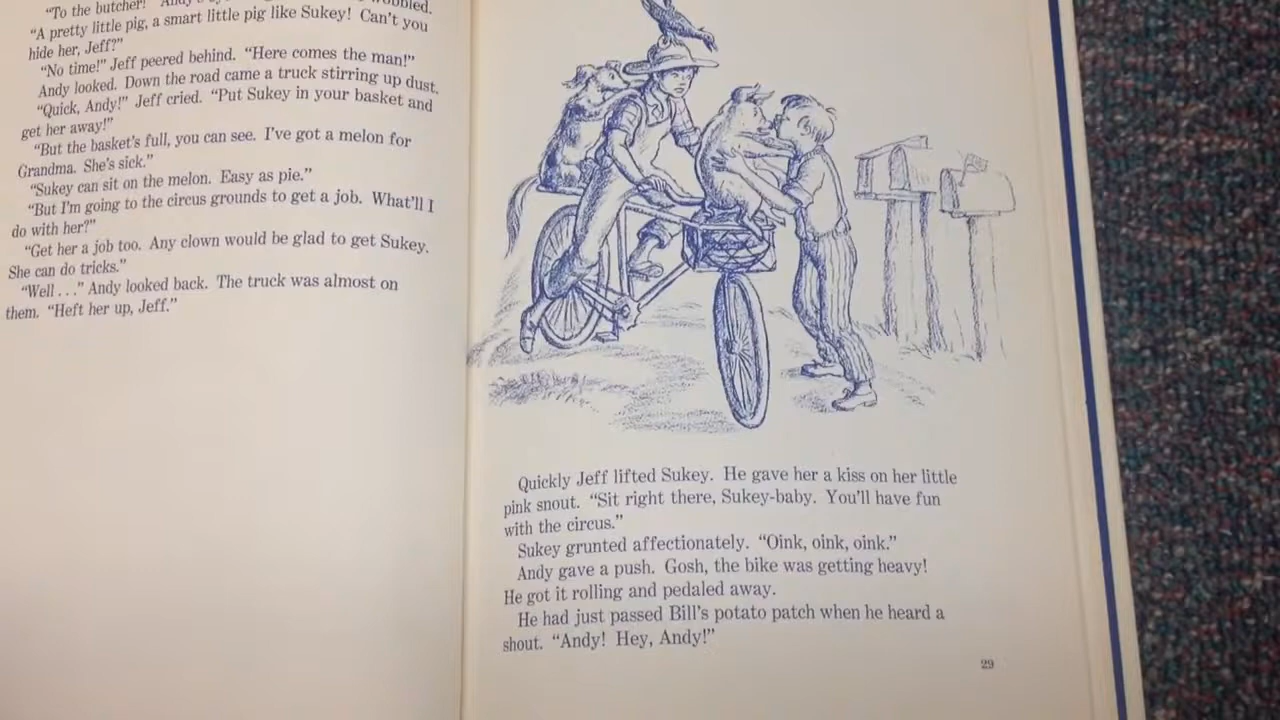 "To the butcher! wobbled.
"A pretty little pig, a smart little pig like Sukey! Can't you
hide her, Jeff?"
"No time!" Jeff peered behind. "Here comes the man!"
Andy looked. Down the road came a truck stirring up dust.
"Quick, Andy!" Jeff cried. "Put Sukey in your basket and
get her away!"
"But the basket's full, you can see. I've got a melon for
Grandma. She's sick."
"Sukey can sit on the melon. Easy as pie."
"But I'm going to the circus grounds to get a job. What'll I
do with her?"
"Get her a job too. Any clown would be glad to get Sukey.
She can do tricks."
"Well . . ." Andy looked back. The truck was almost on
them. "Heft her up, Jeff."
Quickly Jeff lifted Sukey. He gave her a kiss on her little
pink snout. "Sit right there, Sukey-baby. You'll have fun
with the circus."
Sukey grunted affectionately. "Oink, oink, oink."
Andy gave a push. Gosh, the bike was getting heavy!
He got it rolling and pedaled away.
He had just passed Bill's potato patch when he heard a
shout. "Andy! Hey, Andy!"
29